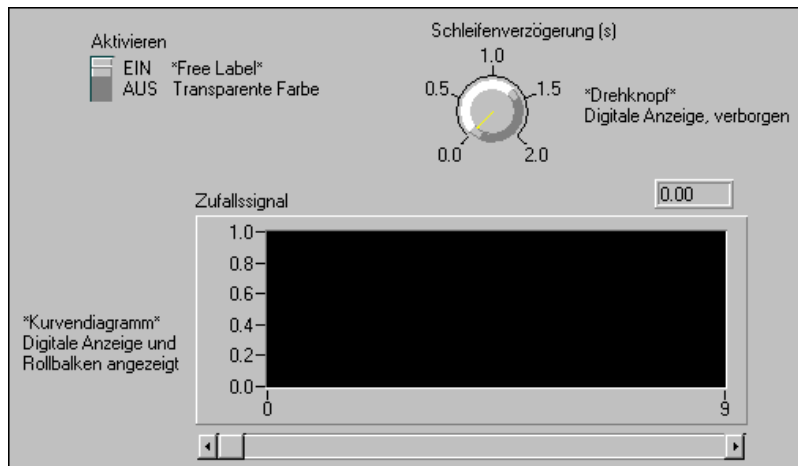 Aktivieren
EIN *Free Label*
AUS Transparente Farbe
Schleifenverzögerung (s)
1.0
0.5 1.5
0.0 2.0
*Drehknopf*
Digitale Anzeige, verborgen
Zufallssignal
0.00
1.0
0.8
0.6
0.4
0.2
0.0
0 9
*Kurvendiagramm*
Digitale Anzeige und
Rollbalken angezeigt